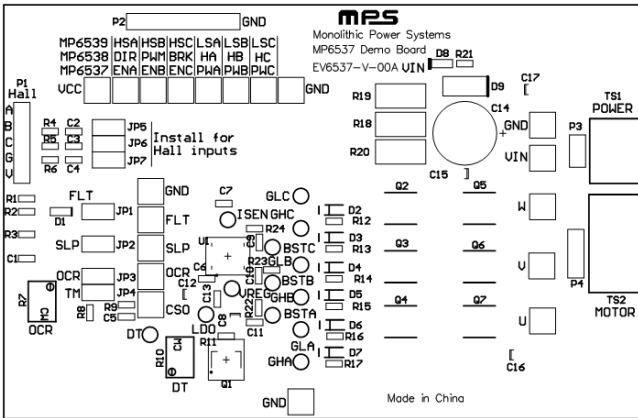 P2 GND
MPS
Monolithic Power Systems
MP6537 Demo Board
EV6537-V-00A
MP6539 HSA HSB HSC LSA LSB LSC
MP6538 DIR PWM BRK HA HB HC
MP6537 ENA ENB ENC PWA PWB PWC
VCC GND
VIN D8 R21
D9
C17
R19
C14
R18
+
R20
C15
GND
VIN
P3
TS1
POWER
P1
Hall
A
B
C
G
V
R4 C2
R5 C3
R6 C4
JP5
JP6
JP7
Install for
Hall inputs
R1
R2
R3
C1
FLT
D1 JP1
SLP JP2
OCR JP3
TM JP4
R7
CW
OCR
R8
R9
C5
GND
FLT
SLP
OCR
CSO
C7
ISEN
U1
C6
C12
C13
VREG
LDO
C8
R11
DT
R10
CW
DT
Q1
GLC
GHC
R24
C9
BSTC
GLB
R23
C10
BSTB
GHB
R22
BSTA
C11
GLA
GHA
D2
R12
D3
R13
D4
R14
D5
R15
D6
R16
D7
R17
Q2 Q5
Q3 Q6
Q4 Q7
W
V
U
P4
TS2
MOTOR
C16
GND
Made in China